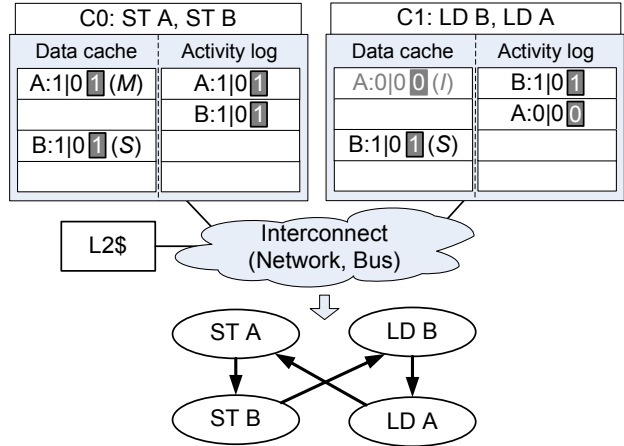 C0: ST A, ST B
Data cache
Activity log
A:1|0 1 (M)
A:1|0 1
B:1|0 1
B:1|0 1 (S)
C1: LD B, LD A
Data cache
Activity log
A:0|0 0 (I)
B:1|0 1
A:0|0 0
B:1|0 1 (S)
L2$
Interconnect
(Network, Bus)
ST A
LD B
ST B
LD A